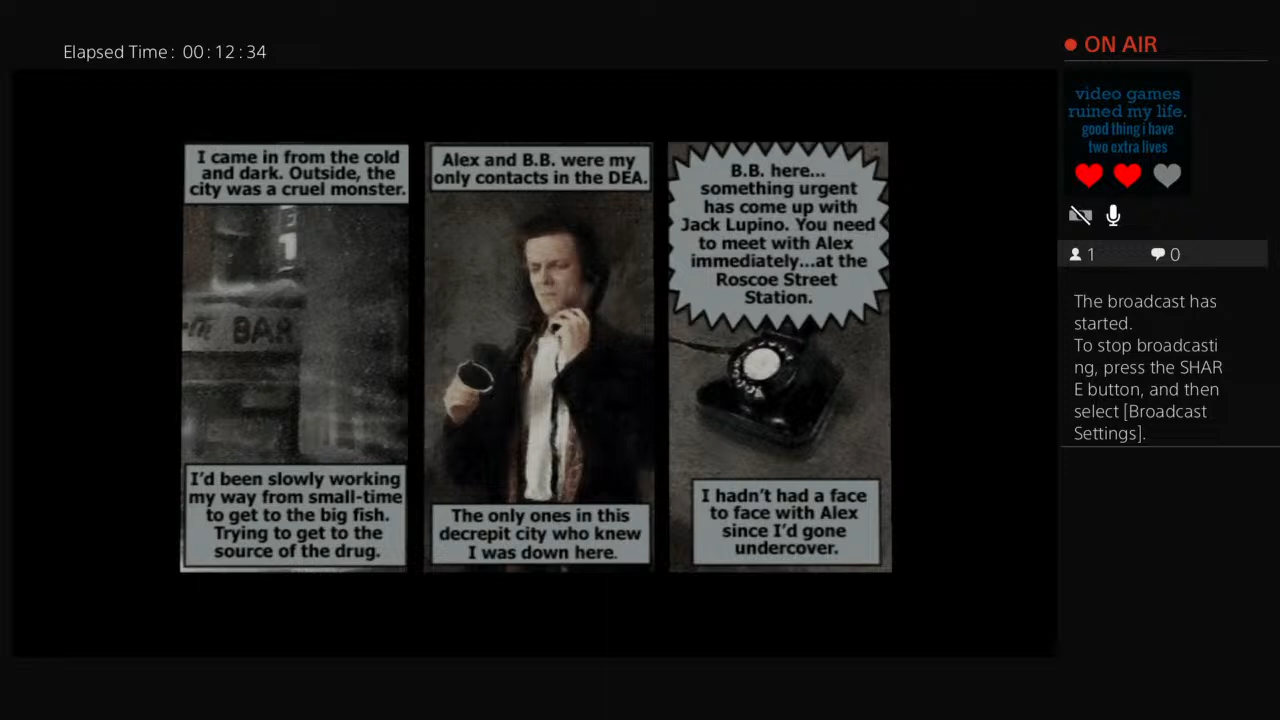 Elapsed Time: 00:12:34
ON AIR
video games
ruined my life.
good thing i have
two extra lives
1
0
The broadcast has
started.
To stop broadcasti
ng, press the SHAR
E button, and then
select [Broadcast
Settings].
I came in from the cold
and dark. Outside, the
city was a cruel monster.
BAR
I'd been slowly working
my way from small-time
to get to the big fish.
Trying to get to the
source of the drug.
Alex and B.B. were my
only contacts in the DEA.
The only ones in this
decrepit city who knew
I was down here.
B.B. here...
something urgent
has come up with
Jack Lupino. You need
to meet with Alex
immediately...at the
Roscoe Street
Station.
I hadn't had a face
to face with Alex
since I'd gone
undercover.